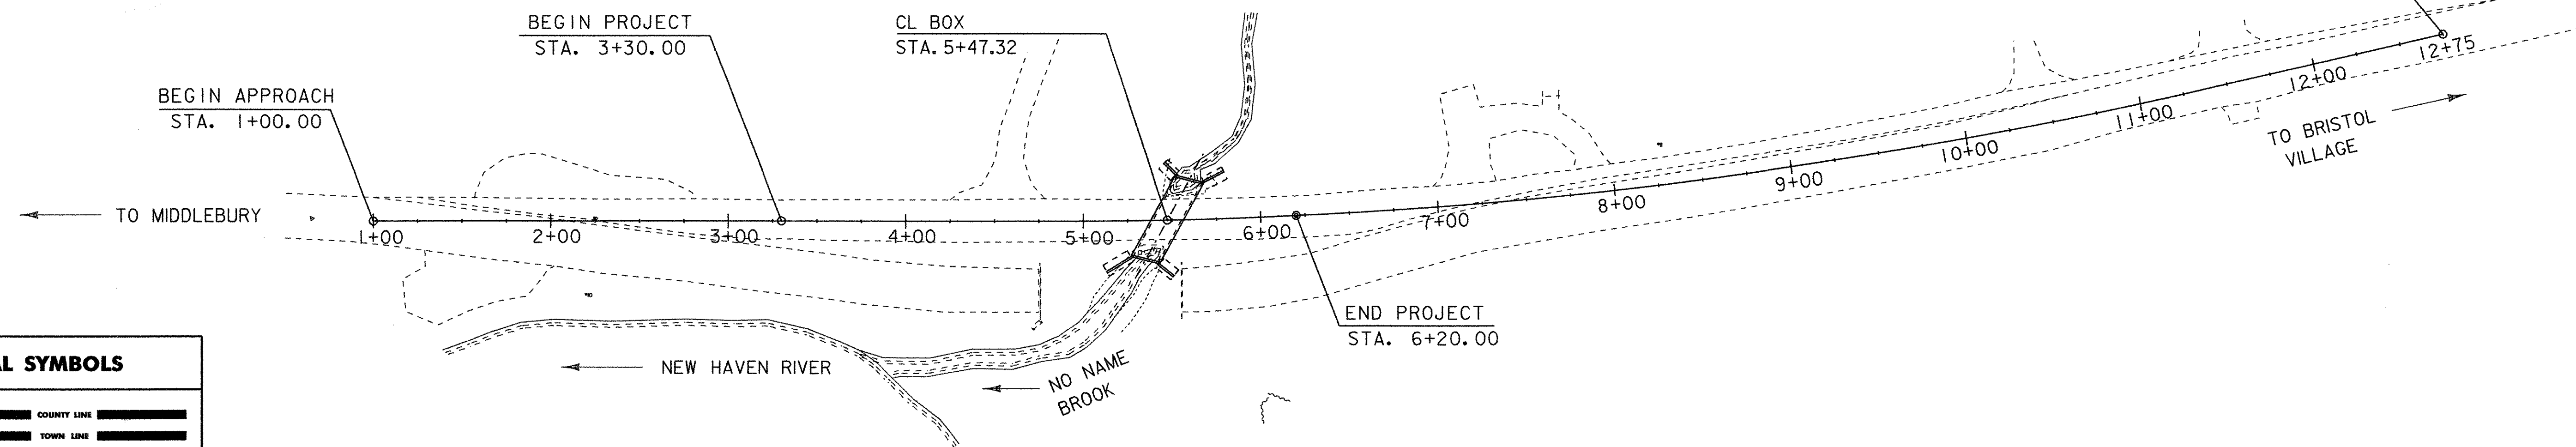 BEGIN PROJECT
STA. 3+30.00
CL BOX
STA. 5+47.32
BEGIN APPROACH
STA. 1+00.00
12+75
12+00
11+00
10+00
9+00
8+00
7+00
6+00
5+00
4+00
3+00
2+00
1+00
TO MIDDLEBURY
TO BRISTOL
VILLAGE
END PROJECT
STA. 6+20.00
NEW HAVEN RIVER
NO NAME
BROOK
AL SYMBOLS
COUNTY LINE
TOWN LINE